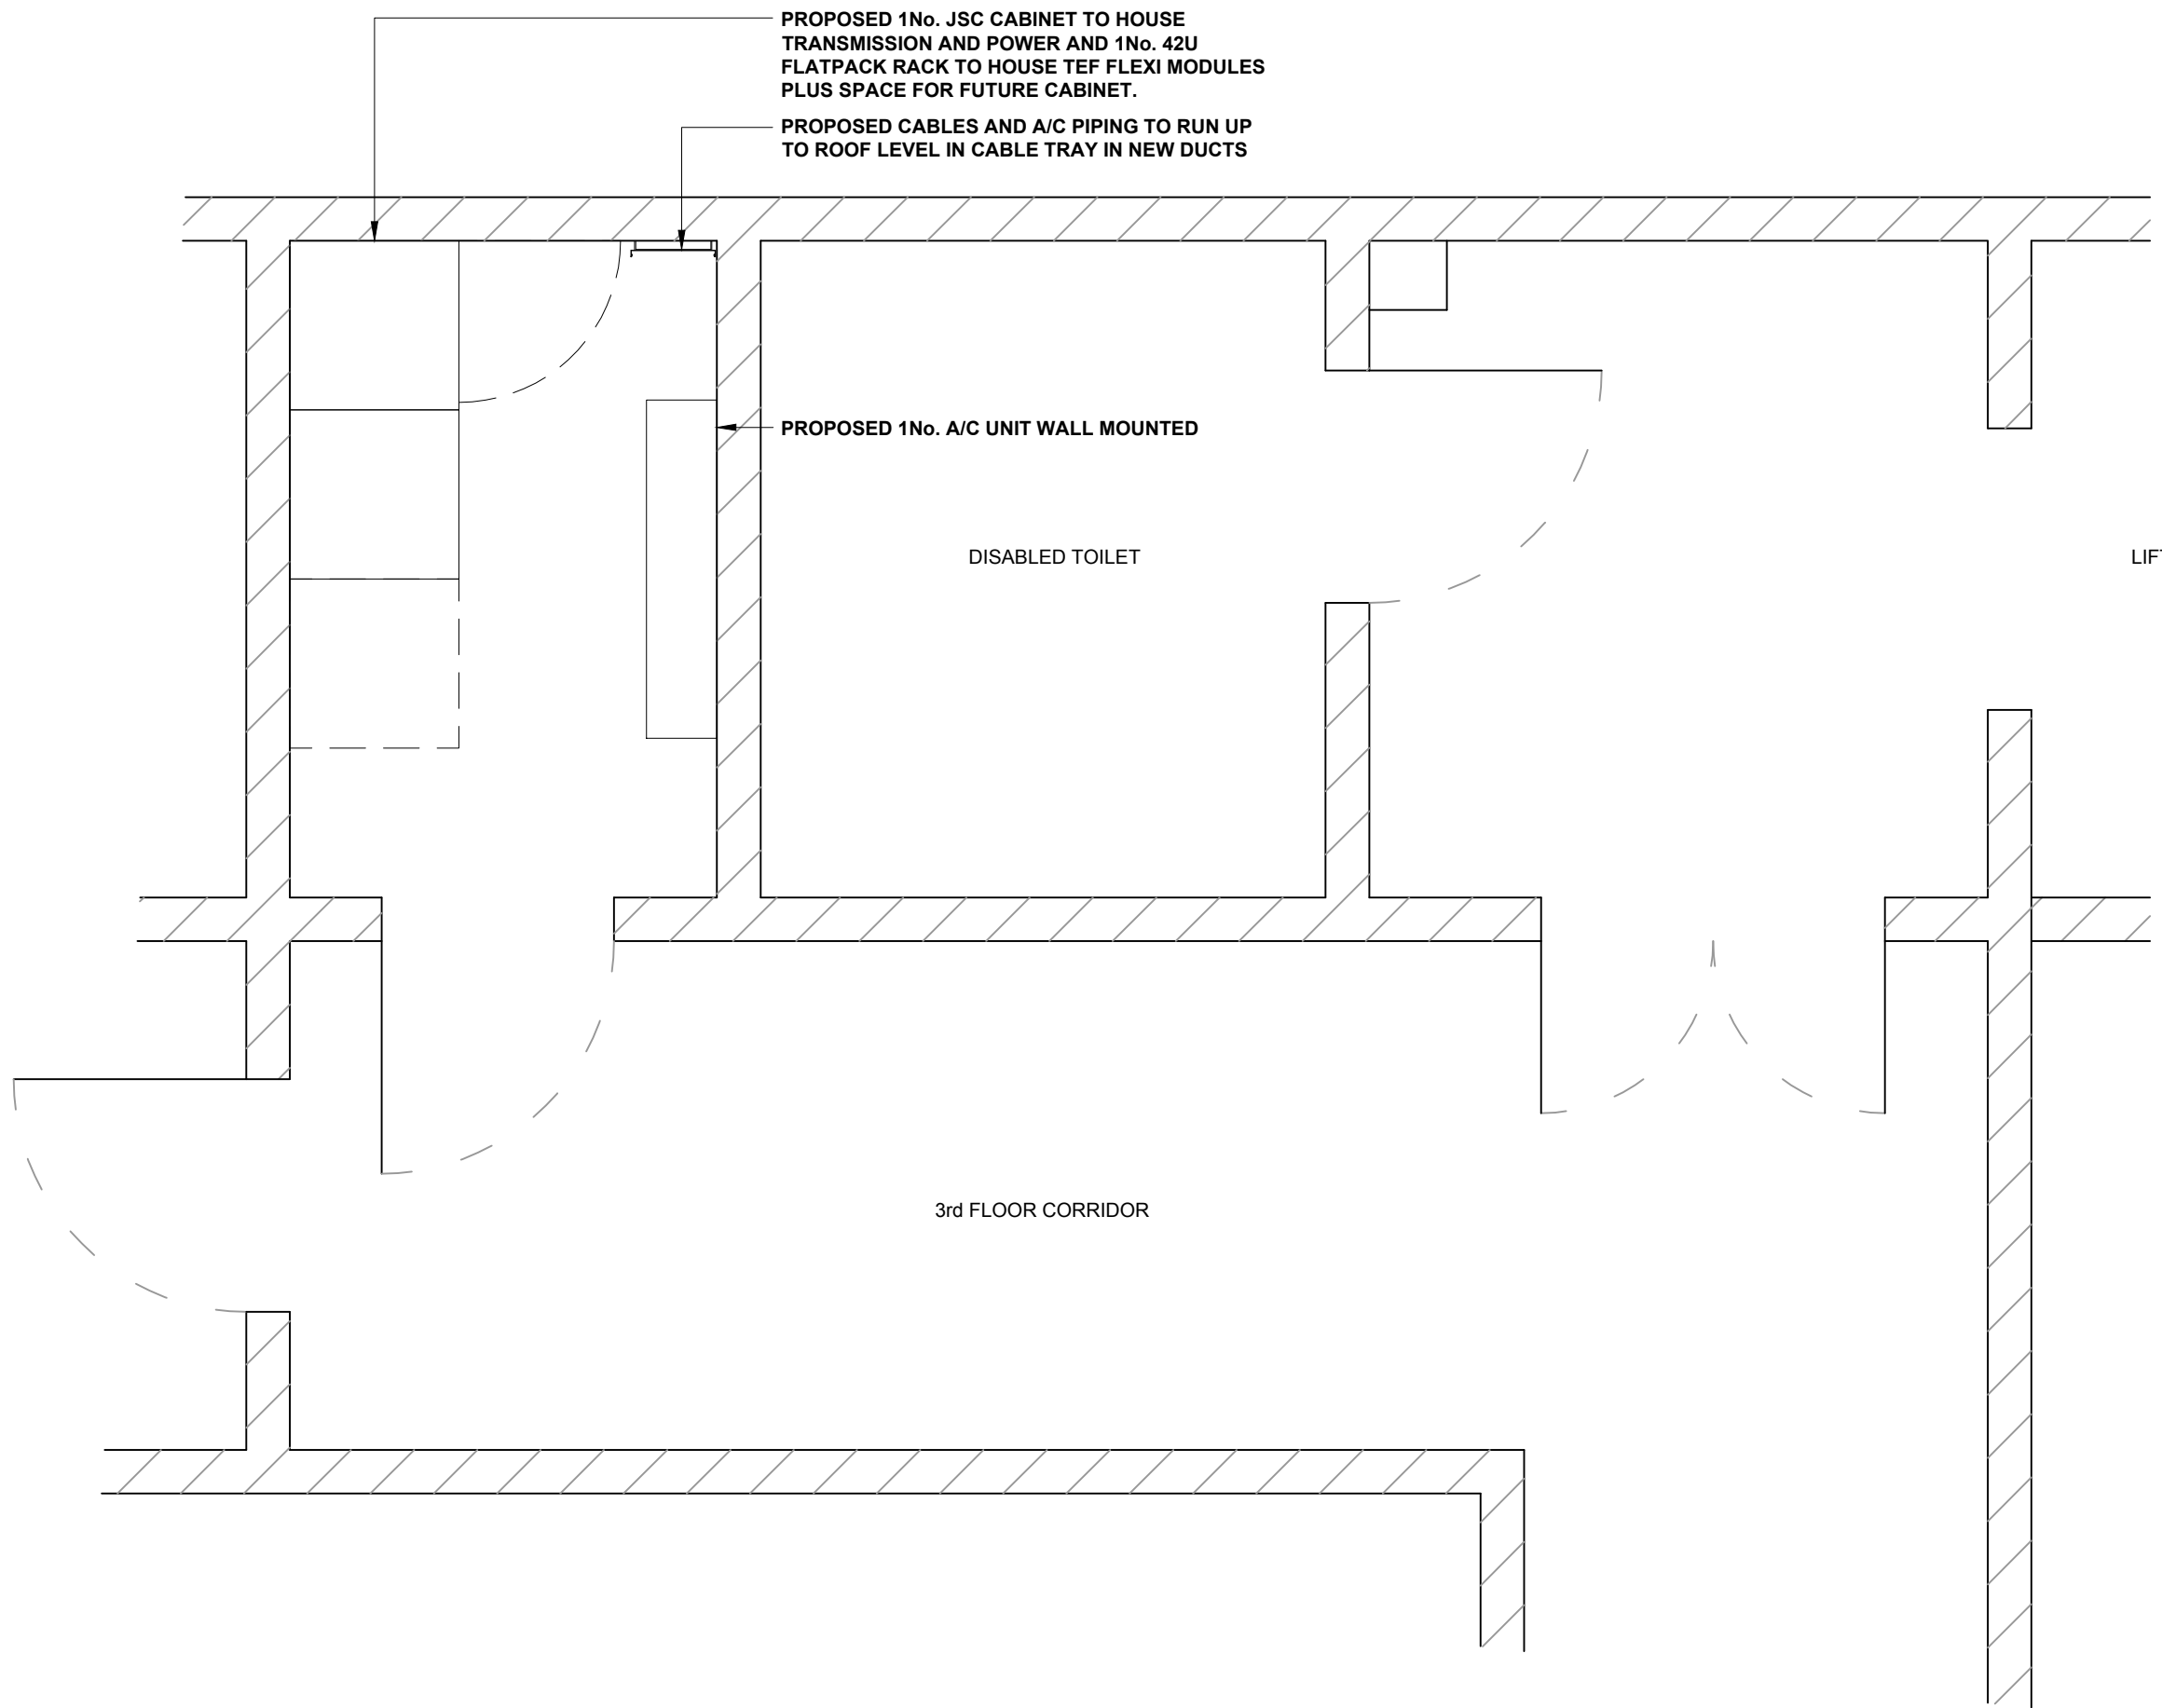 PROPOSED 1No. JSC CABINET TO HOUSE
TRANSMISSION AND POWER AND 1No. 42U
FLATPACK RACK TO HOUSE TEF FLEXI MODULES
PLUS SPACE FOR FUTURE CABINET.
PROPOSED CABLES AND A/C PIPING TO RUN UP
TO ROOF LEVEL IN CABLE TRAY IN NEW DUCTS
PROPOSED 1No. A/C UNIT WALL MOUNTED
DISABLED TOILET
3rd FLOOR CORRIDOR